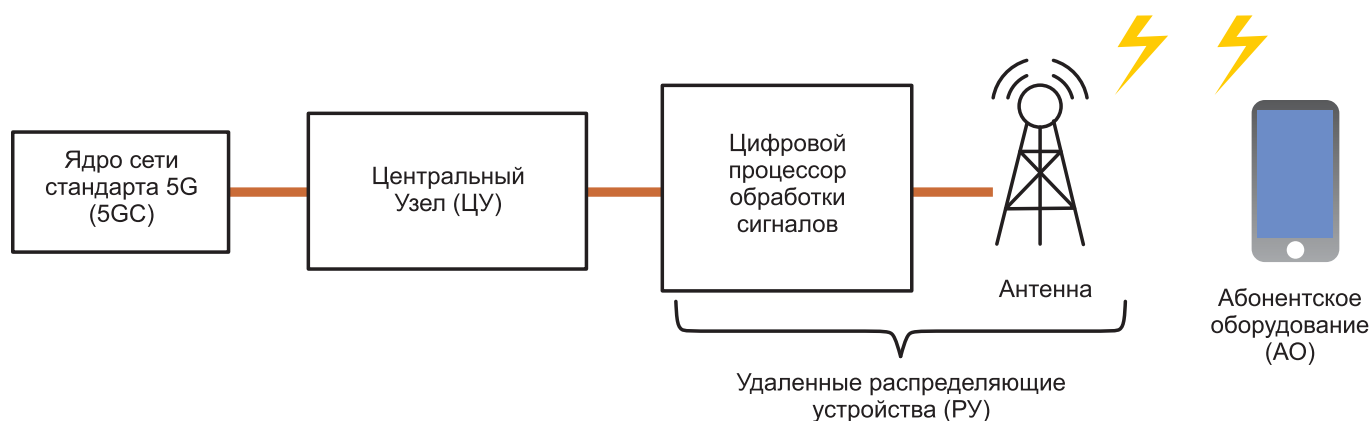 Ядро сети
стандарта 5G
(5GC)
Центральный
Узел (ЦУ)
Цифровой
процессор
обработки
сигналов
Антенна
Абонентское
оборудование
(АО)
Удаленные распределяющие
устройства (РУ)